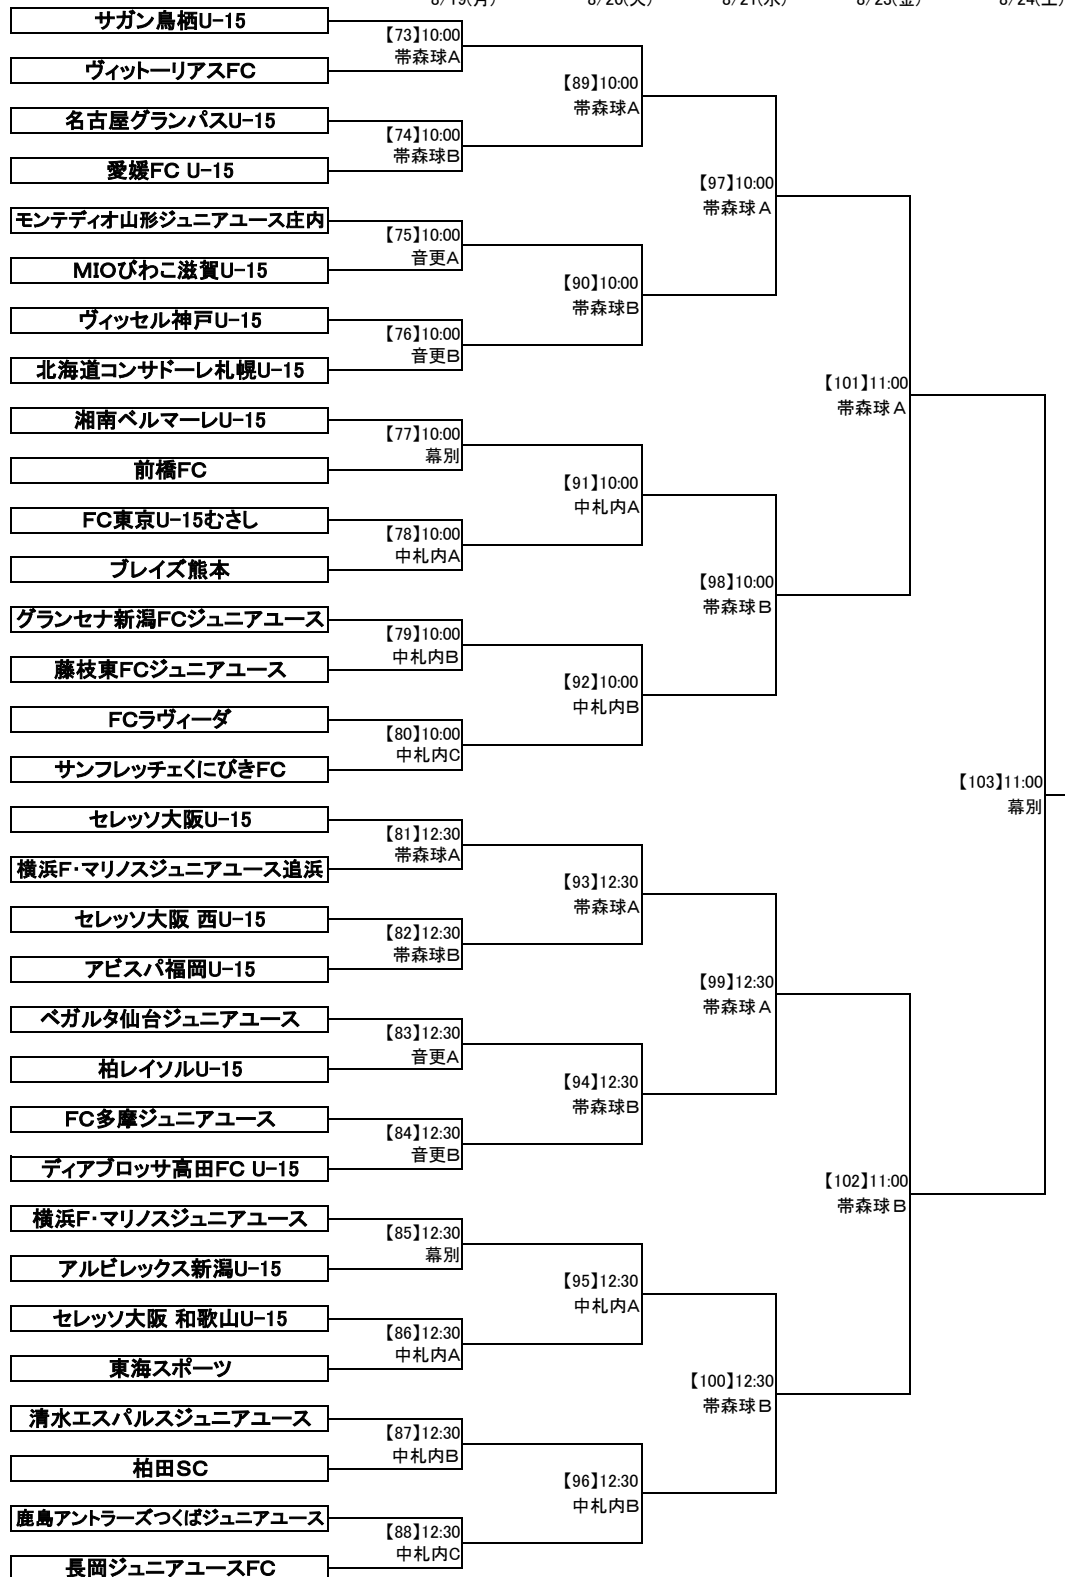 8/19(月) 8/20(火) 8/21(水) 8/23(金) 8/24(土)
サガン鳥栖U-15
【73】10:00
帯森球A
ヴィットーリアスFC
【89】10:00
帯森球A
名古屋グランパスU-15
【74】10:00
帯森球B
愛媛FC U-15
【97】10:00
帯森球A
モンテディオ山形ジュニアユース庄内
【75】10:00
音更A
MIOびわこ滋賀U-15
【90】10:00
帯森球B
ヴィッセル神戸U-15
【76】10:00
音更B
北海道コンサドーレ札幌U-15
【101】11:00
帯森球A
湘南ベルマーレU-15
【77】10:00
幕別
前橋FC
【91】10:00
中札内A
FC東京U-15むさし
【78】10:00
中札内A
ブレイズ熊本
【98】10:00
帯森球B
グランセナ新潟FCジュニアユース
【79】10:00
中札内B
藤枝東FCジュニアユース
【92】10:00
中札内B
FCラヴィーダ
【80】10:00
中札内C
サンフレッチェくにびきFC
【103】11:00
幕別
セレッソ大阪U-15
【81】12:30
帯森球A
横浜F・マリノスジュニアユース追浜
【93】12:30
帯森球A
セレッソ大阪 西U-15
【82】12:30
帯森球B
アビスパ福岡U-15
【99】12:30
帯森球A
ベガルタ仙台ジュニアユース
【83】12:30
音更A
柏レイソルU-15
【94】12:30
帯森球B
FC多摩ジュニアユース
【84】12:30
音更B
ディアブロッサ高田FC U-15
【102】11:00
帯森球B
横浜F・マリノスジュニアユース
【85】12:30
幕別
アルビレックス新潟U-15
【95】12:30
中札内A
セレッソ大阪 和歌山U-15
【86】12:30
中札内A
東海スポーツ
【100】12:30
帯森球B
清水エスパルスジュニアユース
【87】12:30
中札内B
柏田SC
【96】12:30
中札内B
鹿島アントラーズつくばジュニアユース
【88】12:30
中札内C
長岡ジュニアユースFC